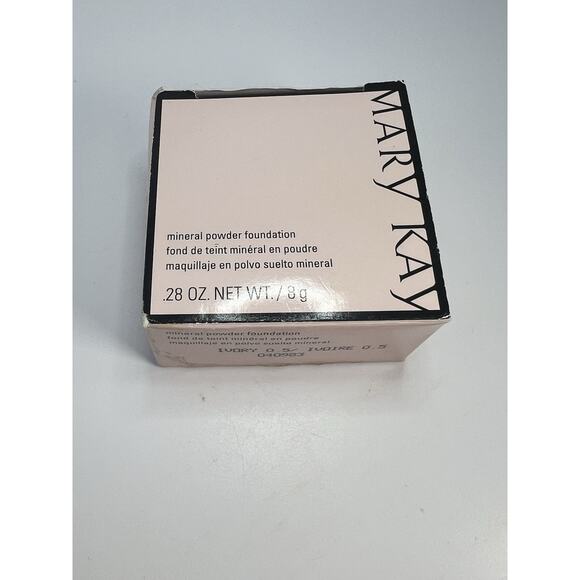 MARY KAY
mineral powder foundation
fond de teint minéral en poudre
maquillaje en polvo suelto mineral
.28 OZ. NET WT. / 8 g
mineral powder foundation
fond de teint minéral en poudre
maquillaje en polvo suelto mineral
IVORY 0.5/ IVOIRE 0.5
040983